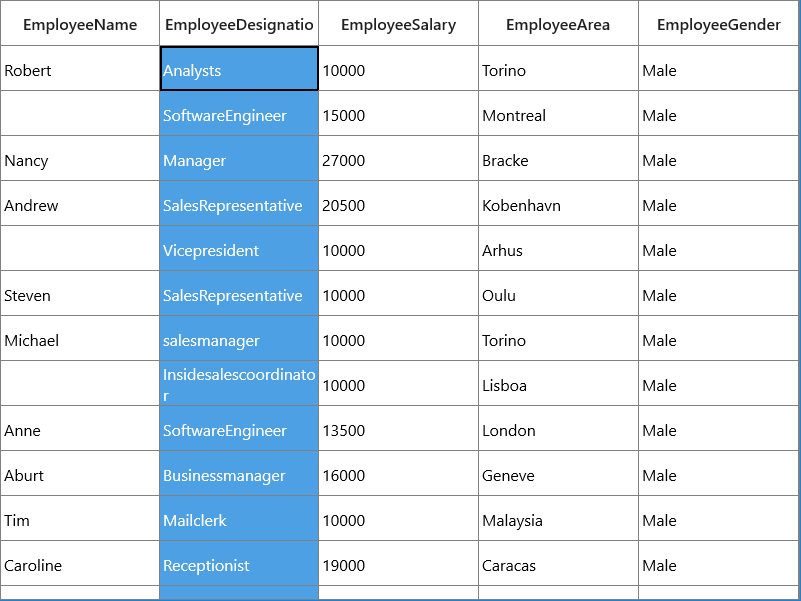 EmployeeName EmployeeDesignatio EmployeeSalary EmployeeArea EmployeeGender
Robert Analysts 10000 Torino Male
SoftwareEngineer 15000 Montreal Male
Nancy Manager 27000 Bracke Male
Andrew SalesRepresentative 20500 Kobenhavn Male
Vicepresident 10000 Arhus Male
Steven SalesRepresentative 10000 Oulu Male
Michael salesmanager 10000 Torino Male
Insidesalescoordinato
r 10000 Lisboa Male
Anne SoftwareEngineer 13500 London Male
Aburt Businessmanager 16000 Geneve Male
Tim Mailclerk 10000 Malaysia Male
Caroline Receptionist 19000 Caracas Male